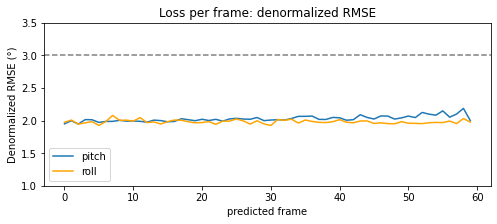 Loss per frame: denormalized RMSE
Denormalized RMSE (°)
3.5
3.0
2.5
2.0
1.5
1.0
pitch
roll
0 10 20 30 40 50 60
predicted frame